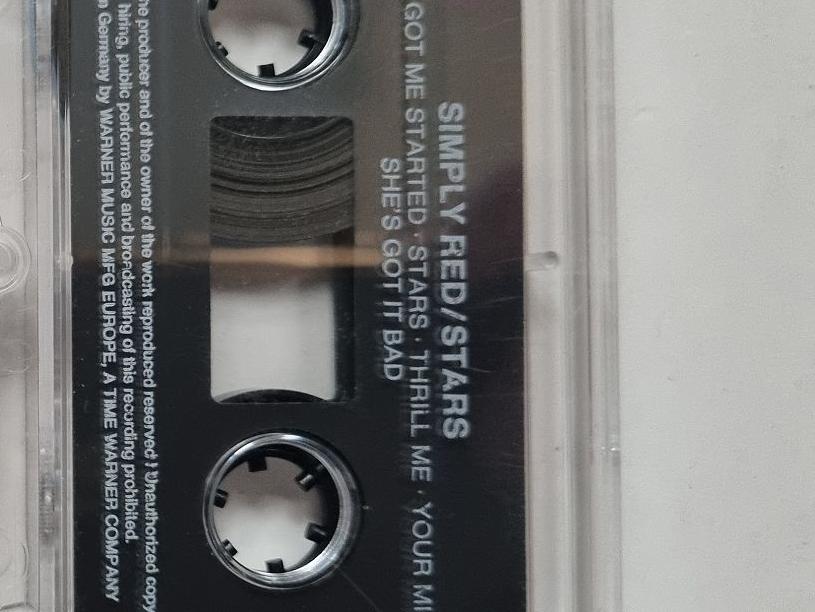 SIMPLY RED/STARS
GOT ME STARTED · STARS · THRILL ME · YOUR
SHE'S GOT IT BAD
producer and of the owner of the work reproduced reserved! Unauthorized
hiring, public performance and broadcasting of this recording prohibited.
Germany by WARNER MUSIC MFG EUROPE, A TIME WARNER COMPANY